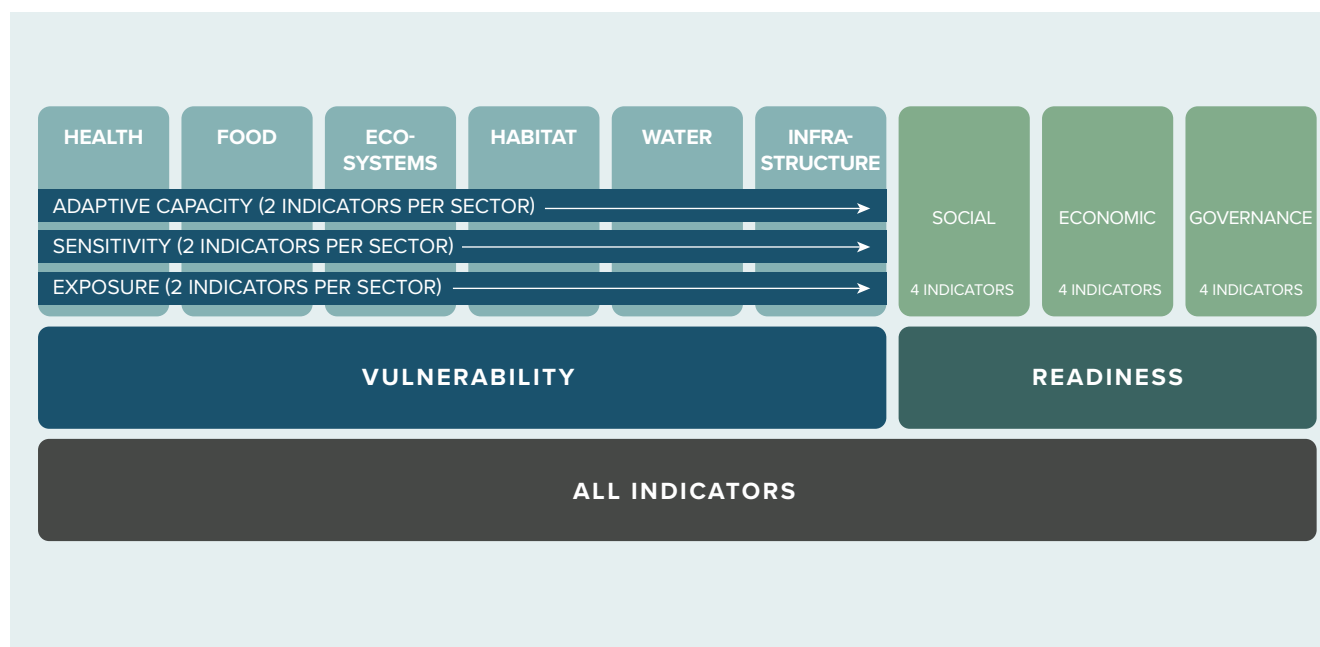 HEALTH
FOOD
ECO-
SYSTEMS
HABITAT
WATER
INFRA-
STRUCTURE
ADAPTIVE CAPACITY (2 INDICATORS PER SECTOR)
SENSITIVITY (2 INDICATORS PER SECTOR)
EXPOSURE (2 INDICATORS PER SECTOR)
SOCIAL
4 INDICATORS
ECONOMIC
4 INDICATORS
GOVERNANCE
4 INDICATORS
VULNERABILITY
READINESS
ALL INDICATORS